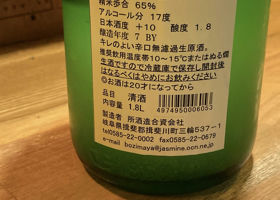 精米歩合 65%
アルコール分 17度
日本酒度 +10 酸度 1.8
醸造年度 7 BY
キレのよい辛口無濾過生原酒。
推奨飲用温度帯10〜15℃またはぬる燗
生酒ですので冷蔵庫で保存し開封後
はなるべくはやめにお飲みください
お酒は20才になってから
品目 清酒
容量 1.8L
4974950006053
製造者 所酒造合資会社
岐阜県揖斐郡揖斐川町三輪537-1
tel0585-22-0002 fax0585-22-0679
e-mail bozimaya@jasmine.ocn.ne.jp